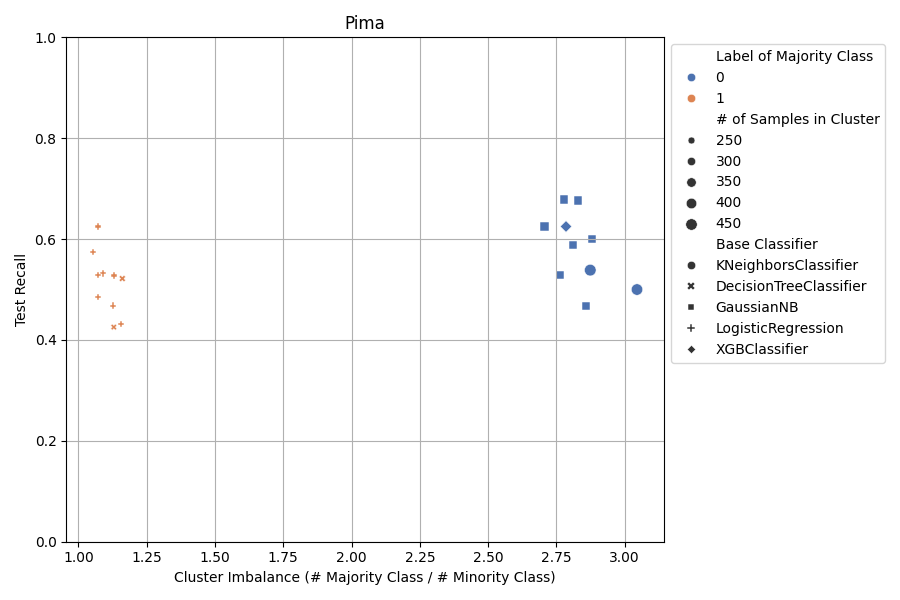 Pima
1.0
0.8
0.6
0.4
0.2
0.0
Test Recall
1.00 1.25 1.50 1.75 2.00 2.25 2.50 2.75 3.00
Cluster Imbalance (# Majority Class / # Minority Class)
Label of Majority Class
0
1
# of Samples in Cluster
250
300
350
400
450
Base Classifier
KNeighborsClassifier
DecisionTreeClassifier
GaussianNB
LogisticRegression
XGBClassifier